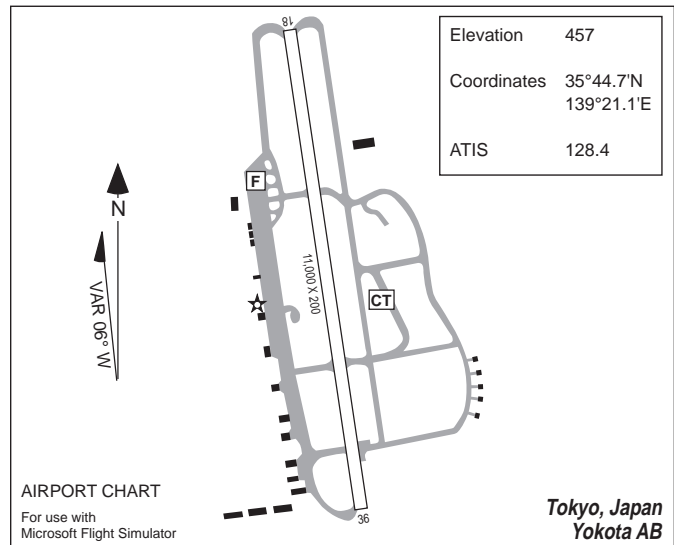 18
Elevation 457
Coordinates 35°44.7'N
139°21.1'E
ATIS 128.4
F
N
VAR 06° W
11,000 X 200
CT
AIRPORT CHART
For use with
Microsoft Flight Simulator
36
Tokyo, Japan
Yokota AB